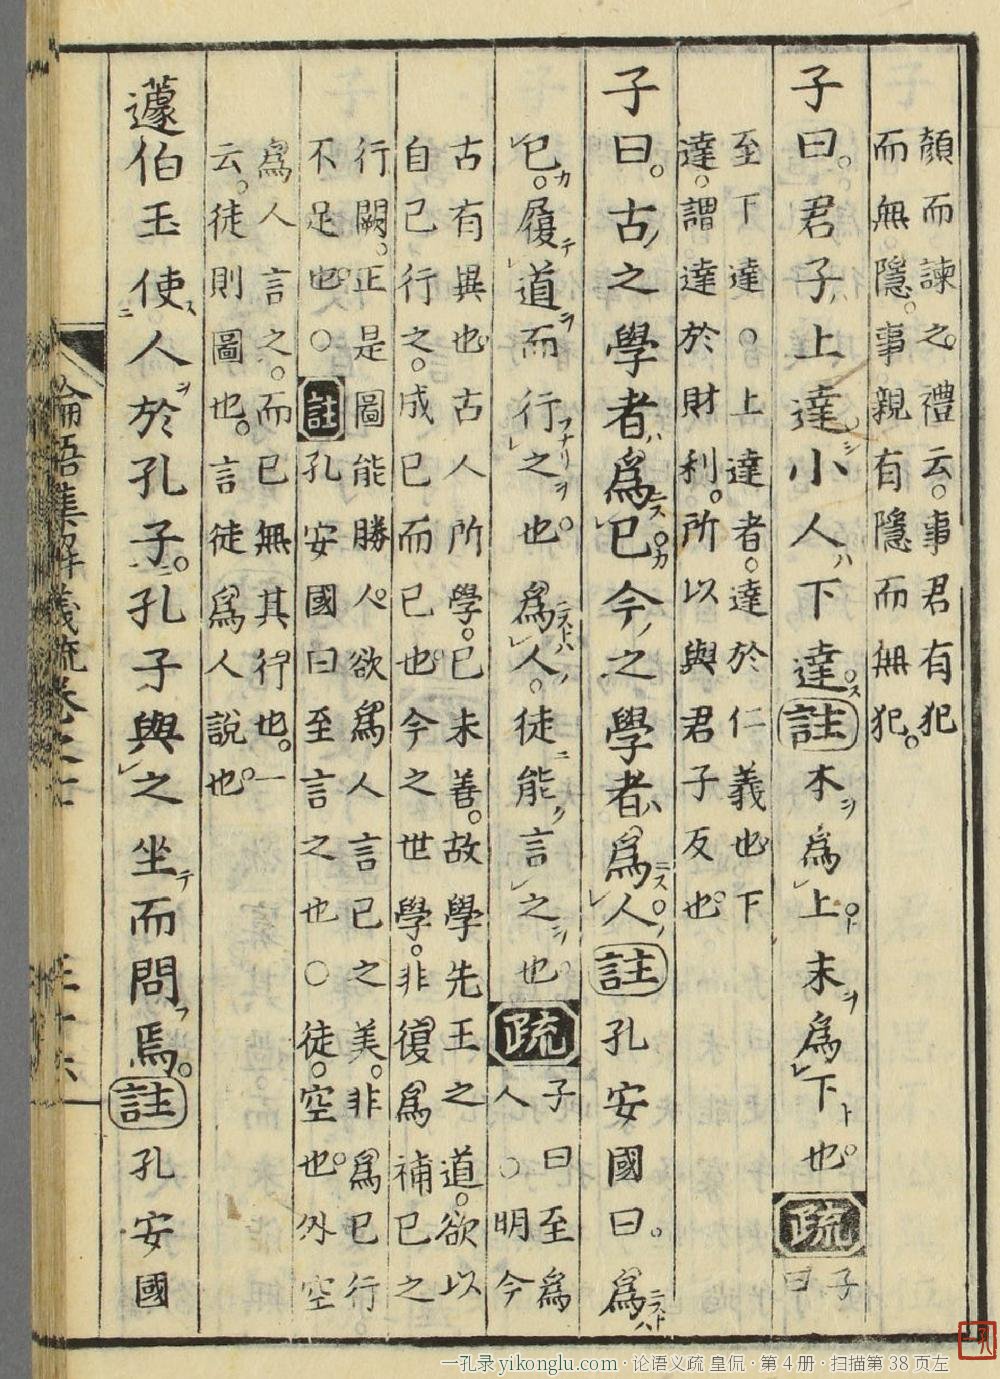 顏而諫之禮云事君有犯
而無隱事親有隱而無犯
子曰君子上達小人下達註本爲上末爲下也疏子
曰
至下達○上達者達於仁義也下
達謂達於財利所以與君子反也
子曰古之學者爲己今之學者爲人註孔安國曰爲
己履道而行之也爲人徒能言之也疏子曰至爲
人○明今
古有異也古人所學己未善故學先王之道欲以
自己行之成己而已也今之世學非復爲補己之
行闕正是圖能勝人欲爲人言己之美非爲己行
不足也○註孔安國曰至言之也○徒空也外空
爲人言之而己無其行也一
云徒則圖也言徒爲人說也
蘧伯玉使人於孔子孔子與之坐而問焉註孔安國
論語集解義疏卷之七
一孔录 yikonglu.com · 论语义疏 皇侃 · 第 4 册 · 扫描第 38 页左